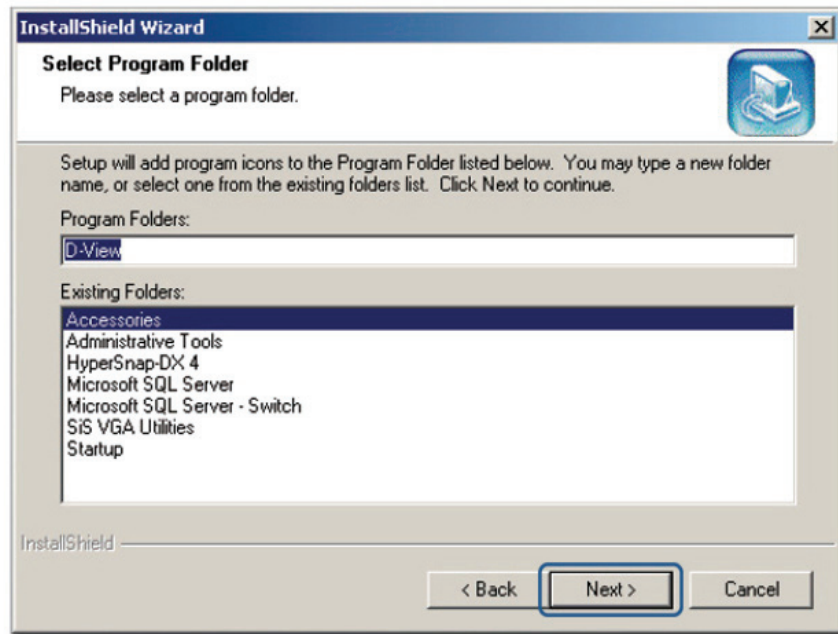 InstallShield Wizard
Select Program Folder
Please select a program folder.
Setup will add program icons to the Program Folder listed below. You may type a new folder
name, or select one from the existing folders list. Click Next to continue.
Program Folders:
D-View
Existing Folders:
Accessories
Administrative Tools
HyperSnap-DX 4
Microsoft SQL Server
Microsoft SQL Server - Switch
SiS VGA Utilities
Startup
InstallShield
< Back Next > Cancel